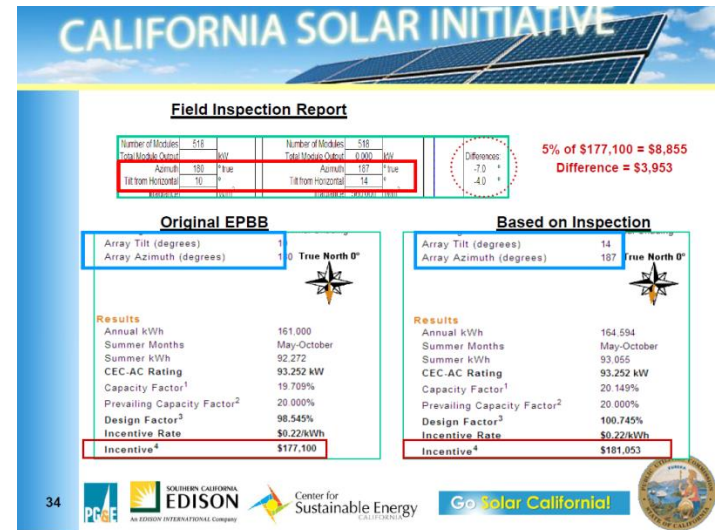 CALIFORNIA SOLAR INITIATIVE
Field Inspection Report
Number of Modules 518 Number of Modules 518
Total Module Output kW Total Module Output 0.000 kW Differences:
Azimuth 180 ° true Azimuth 187 ° true -7.0 °
Tilt from Horizontal 10 ° Tilt from Horizontal 14 ° -4.0 °
5% of $177,100 = $8,855
Difference = $3,953
Original EPBB
Array Tilt (degrees)
Array Azimuth (degrees) True North 0°
Results
Annual kWh 161,000
Summer Months May-October
Summer kWh 92,272
CEC-AC Rating 93.252 kW
Capacity Factor1 19.709%
Prevailing Capacity Factor2 20.000%
Design Factor3 98.545%
Incentive Rate $0.22/kWh
Incentive4 $177,100
Based on Inspection
Array Tilt (degrees) 14
Array Azimuth (degrees) 187 True North 0°
Results
Annual kWh 164,594
Summer Months May-October
Summer kWh 93,055
CEC-AC Rating 93.252 kW
Capacity Factor1 20.149%
Prevailing Capacity Factor2 20.000%
Design Factor3 100.745%
Incentive Rate $0.22/kWh
Incentive4 $181,053
34
PG&E
SOUTHERN CALIFORNIA
EDISON
An EDISON INTERNATIONAL Company
Center for
Sustainable Energy
CALIFORNIA
Go Solar California!